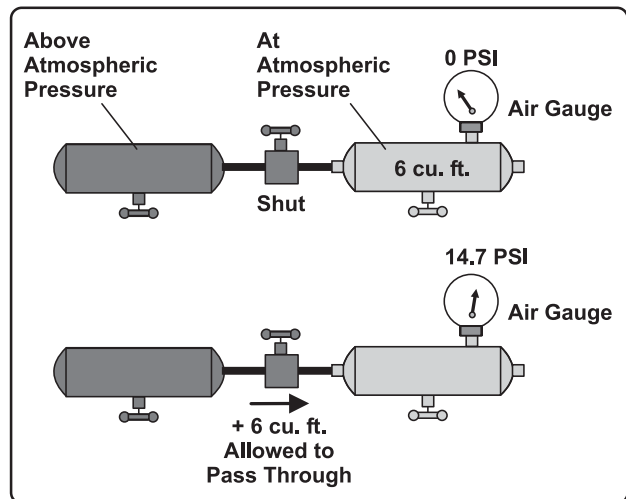 Above
Atmospheric
Pressure
At
Atmospheric
Pressure
0 PSI
Air Gauge
6 cu. ft.
Shut
14.7 PSI
Air Gauge
+ 6 cu. ft.
Allowed to
Pass Through